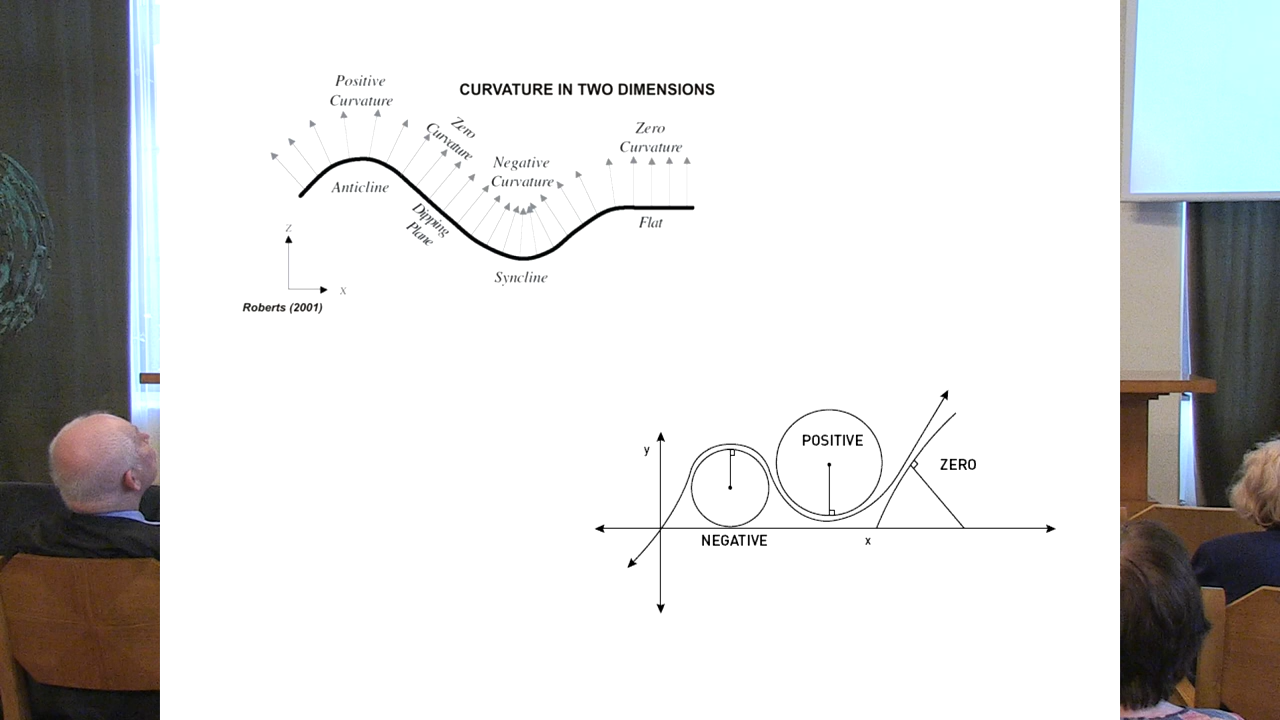 CURVATURE IN TWO DIMENSIONS
Positive
Curvature
Zero
Curvature
Negative
Curvature
Zero
Curvature
Anticline
Dipping
Plane
Flat
Syncline
Z
X
Roberts (2001)
y
POSITIVE
ZERO
NEGATIVE
x